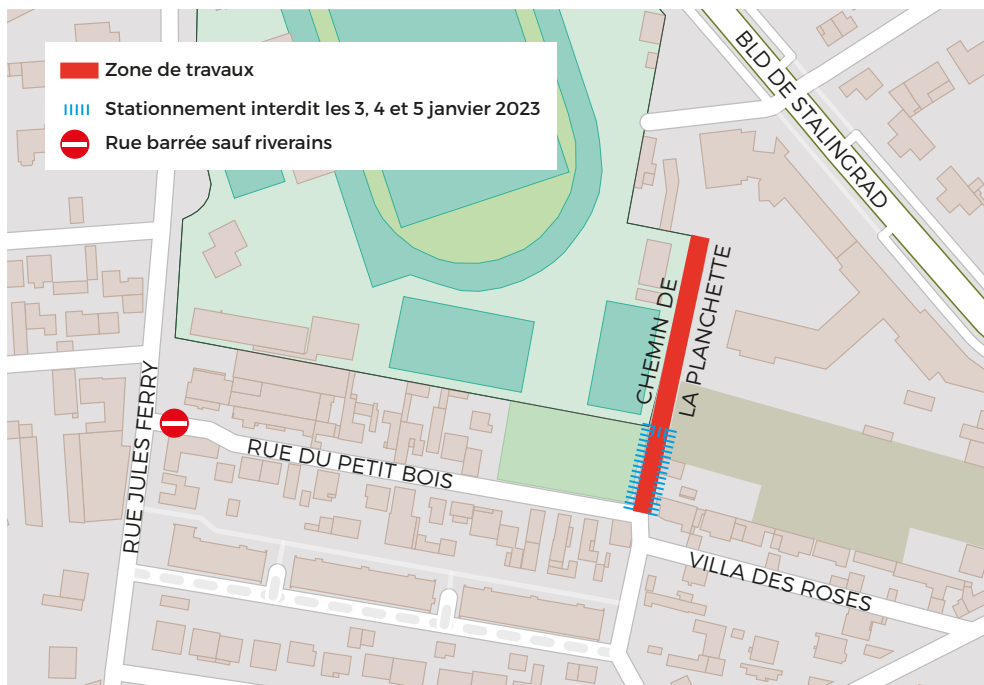 Zone de travaux
Stationnement interdit les 3, 4 et 5 janvier 2023
Rue barrée sauf riverains
BLD DE STALINGRAD
CHEMIN DE
LA PLANCHETTE
RUE JULES FERRY
RUE DU PETIT BOIS
VILLA DES ROSES